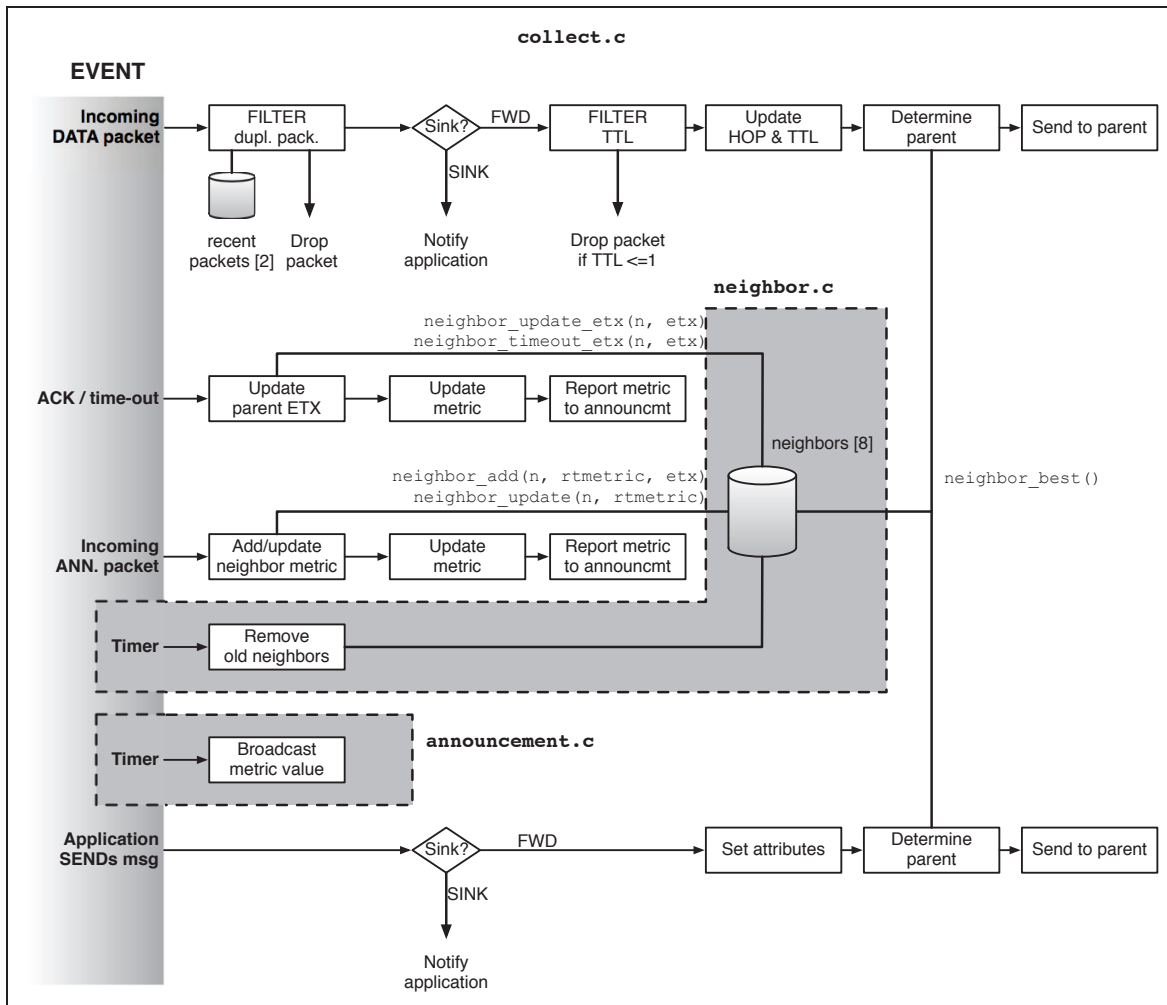 collect.c
EVENT
Incoming
DATA packet
FILTER
dupl. pack.
Sink?
FWD
FILTER
TTL
Update
HOP & TTL
Determine
parent
Send to parent
SINK
recent
packets [2]
Drop
packet
Notify
application
Drop packet
if TTL <=1
neighbor.c
neighbor_update_etx(n, etx)
neighbor_timeout_etx(n, etx)
ACK / time-out
Update
parent ETX
Update
metric
Report metric
to announcmt
neighbors [8]
neighbor_add(n, rtmetric, etx)
neighbor_update(n, rtmetric)
neighbor_best()
Incoming
ANN. packet
Add/update
neighbor metric
Update
metric
Report metric
to announcmt
Timer
Remove
old neighbors
announcement.c
Timer
Broadcast
metric value
Application
SENDs msg
Sink?
FWD
Set attributes
Determine
parent
Send to parent
SINK
Notify
application